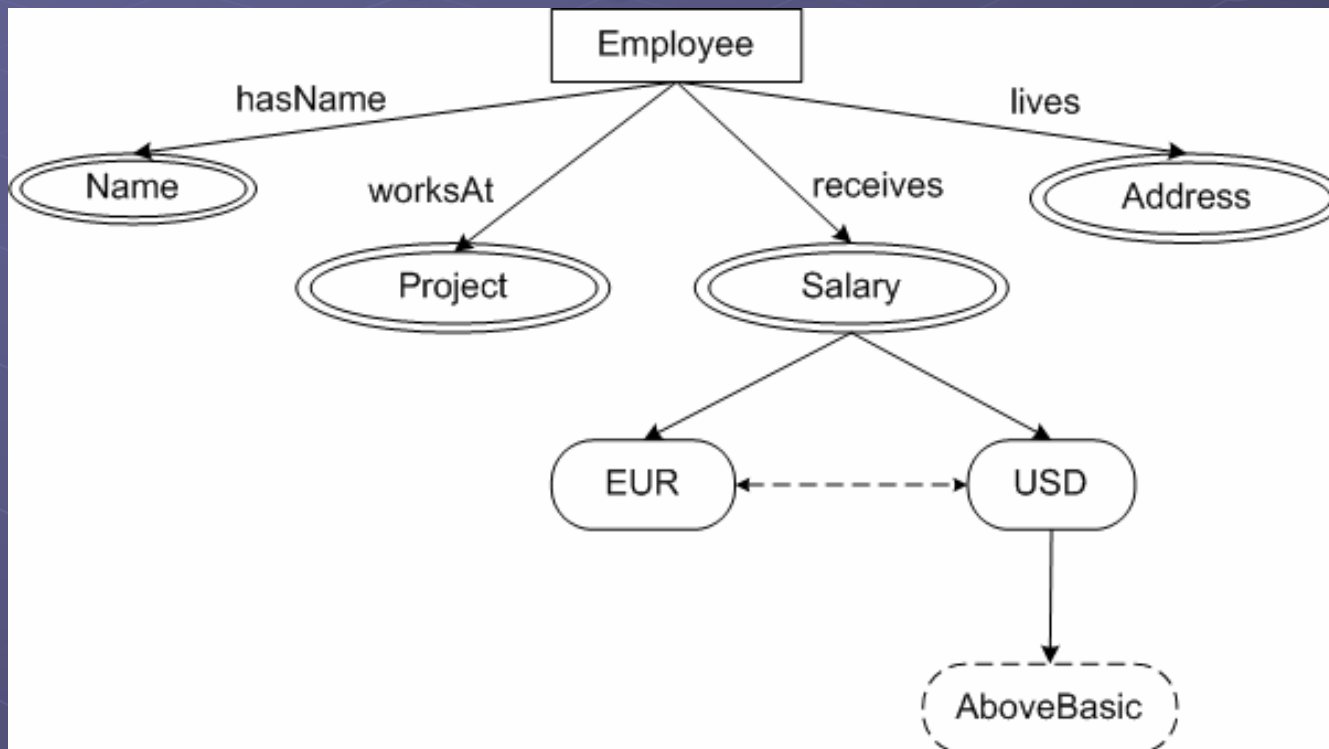 Employee
hasName
lives
Name
worksAt
receives
Address
Project
Salary
EUR
USD
AboveBasic